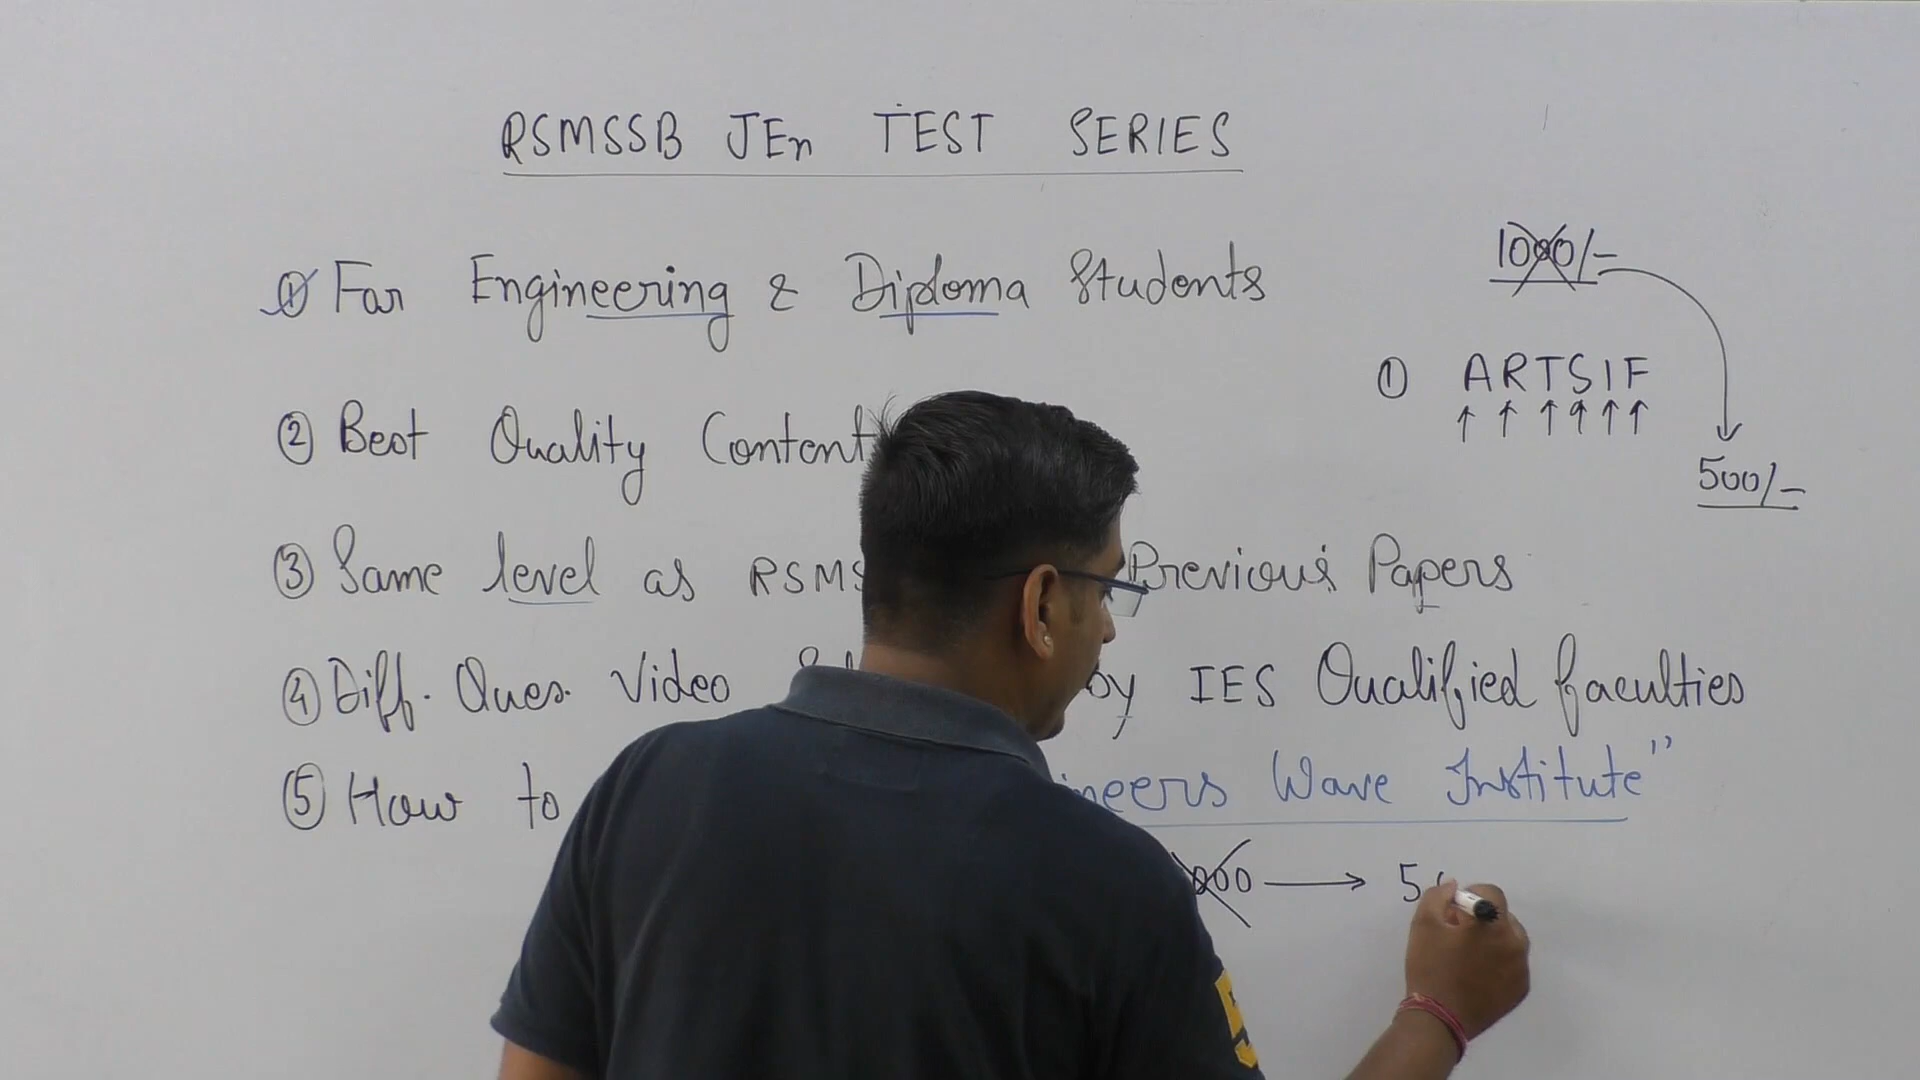 RSMSSB JEn TEST SERIES
① For Engineering & Diploma Students
② Best Quality Content
③ Same level as RSMS Previous Papers
④ Diff. Ques. Video by IES Qualified faculties
⑤ How to neers Wave Institute"
000 → 5
1000/-
① ARTSIF
↑ ↑ ↑ ↑ ↑ ↑
500/-